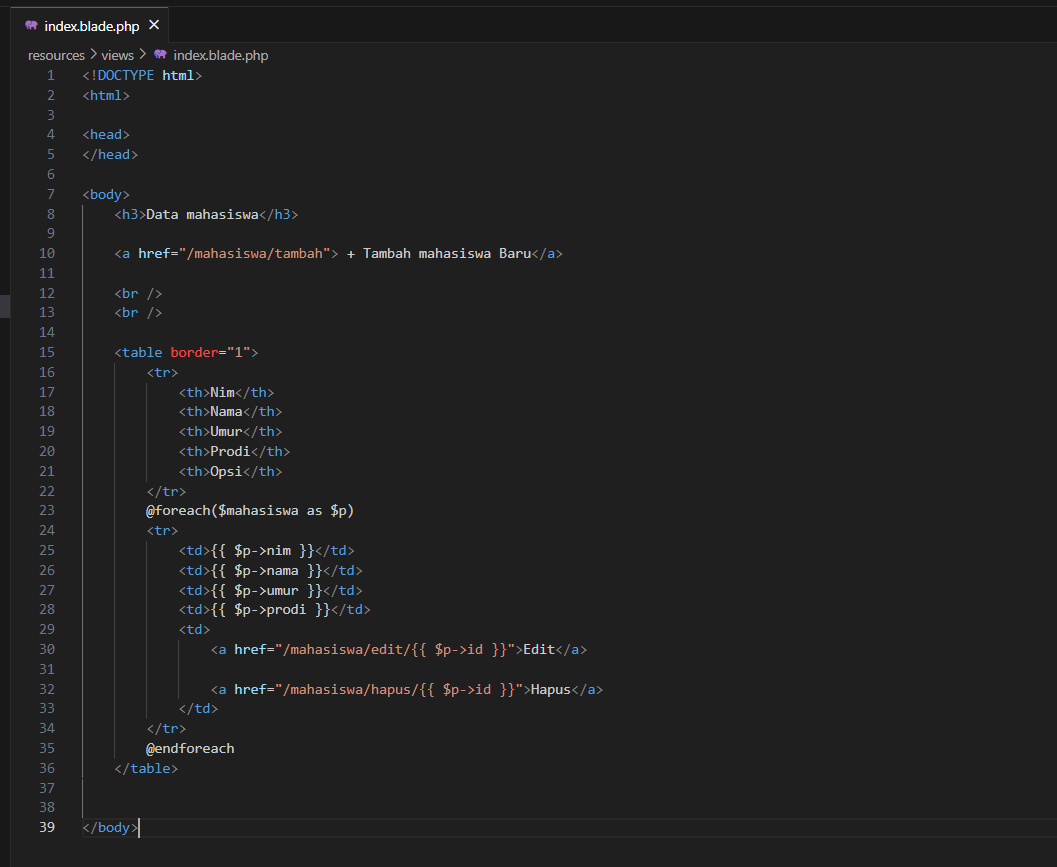 index.blade.php
resources > views > index.blade.php
1 <!DOCTYPE html>
2 <html>
3
4 <head>
5 </head>
6
7 <body>
8     <h3>Data mahasiswa</h3>
9
10     <a href="/mahasiswa/tambah"> + Tambah mahasiswa Baru</a>
11
12     <br />
13     <br />
14
15     <table border="1">
16         <tr>
17             <th>Nim</th>
18             <th>Nama</th>
19             <th>Umur</th>
20             <th>Prodi</th>
21             <th>Opsi</th>
22         </tr>
23         @foreach($mahasiswa as $p)
24         <tr>
25             <td>{{ $p->nim }}</td>
26             <td>{{ $p->nama }}</td>
27             <td>{{ $p->umur }}</td>
28             <td>{{ $p->prodi }}</td>
29             <td>
30                 <a href="/mahasiswa/edit/{{ $p->id }}">Edit</a>
31
32                 <a href="/mahasiswa/hapus/{{ $p->id }}">Hapus</a>
33             </td>
34         </tr>
35         @endforeach
36     </table>
37
38
39 </body>